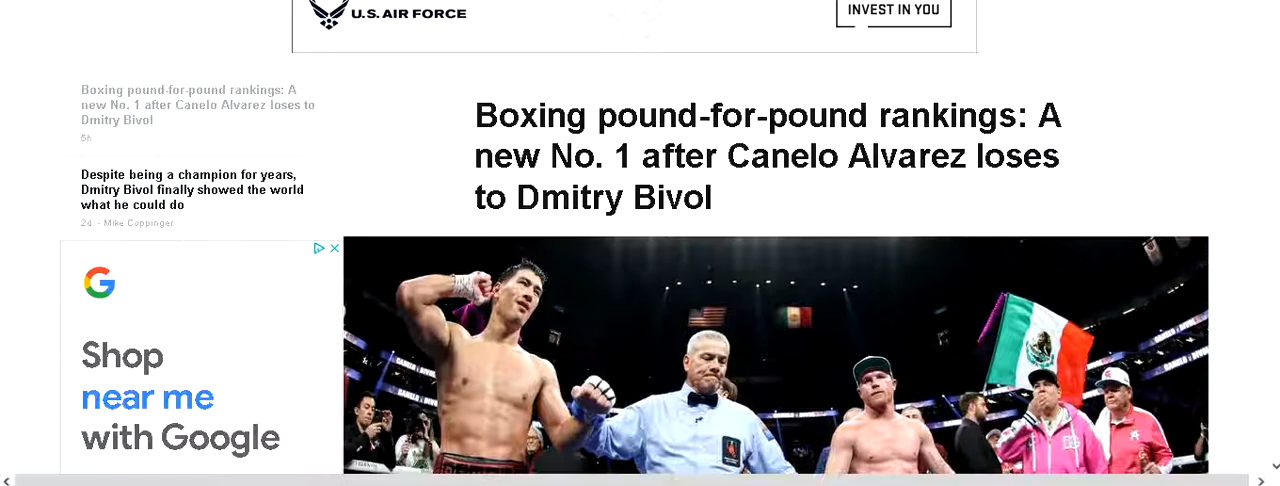 U.S. AIR FORCE
INVEST IN YOU
Boxing pound-for-pound rankings: A
new No. 1 after Canelo Alvarez loses to
Dmitry Bivol
5h
Despite being a champion for years,
Dmitry Bivol finally showed the world
what he could do
2d - Mike Coppinger
Boxing pound-for-pound rankings: A
new No. 1 after Canelo Alvarez loses
to Dmitry Bivol
Shop
near me
with Google